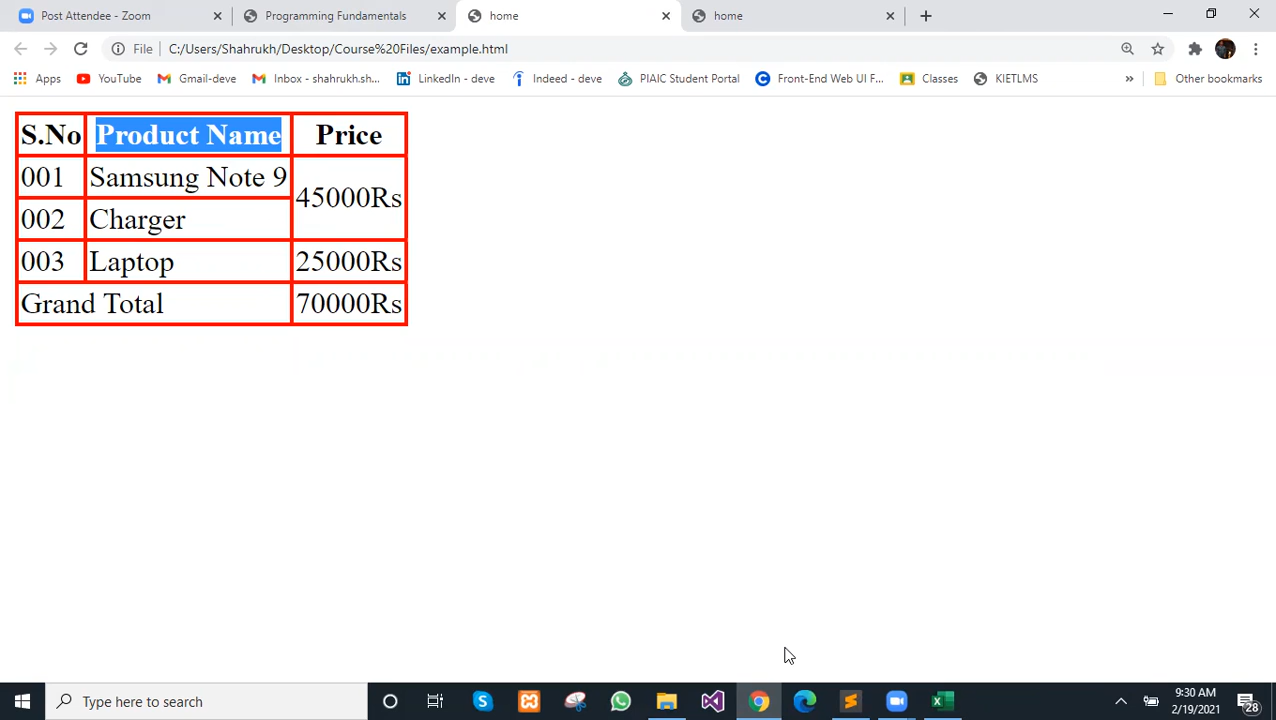 Post Attendee - Zoom
Programming Fundamentals
home
home
File C:/Users/Shahrukh/Desktop/Course%20Files/example.html
Apps YouTube Gmail-deve Inbox - shahrukh.sh... LinkedIn - deve Indeed - deve PIAIC Student Portal Front-End Web UI F... Classes KIETLMS » Other bookmarks
S.No Product Name Price
001 Samsung Note 9 45000Rs
002 Charger
003 Laptop 25000Rs
Grand Total 70000Rs
Type here to search
9:30 AM
2/19/2021
28